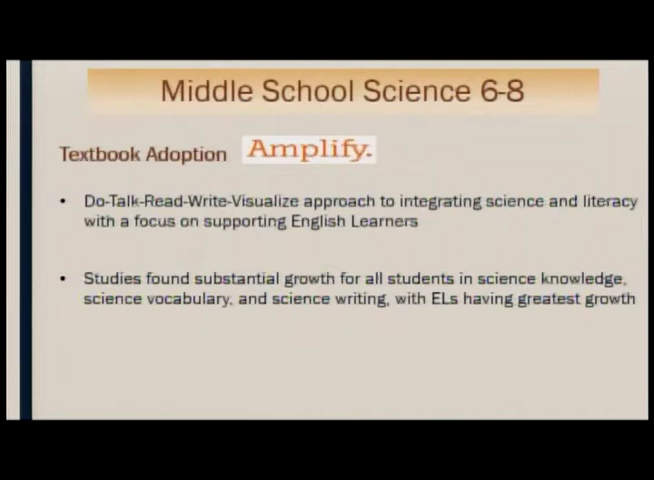 Middle School Science 6-8
Textbook Adoption Amplify.
• Do-Talk-Read-Write-Visualize approach to integrating science and literacy
with a focus on supporting English Learners
• Studies found substantial growth for all students in science knowledge,
science vocabulary, and science writing, with ELs having greatest growth